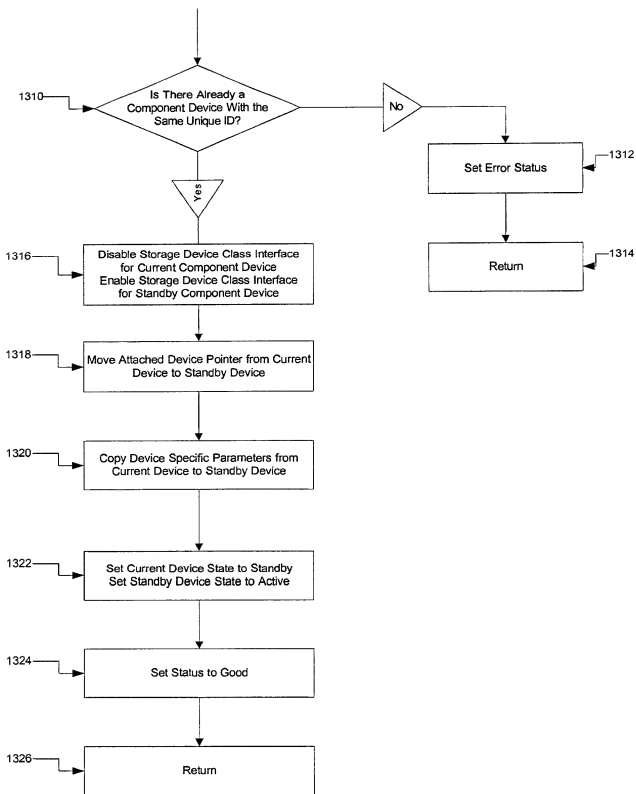 1310
Is There Already a
Component Device With the
Same Unique ID?
No
1312
Set Error Status
Yes
1314
Return
1316
Disable Storage Device Class Interface
for Current Component Device
Enable Storage Device Class Interface
for Standby Component Device
1318
Move Attached Device Pointer from Current
Device to Standby Device
1320
Copy Device Specific Parameters from
Current Device to Standby Device
1322
Set Current Device State to Standby
Set Standby Device State to Active
1324
Set Status to Good
1326
Return